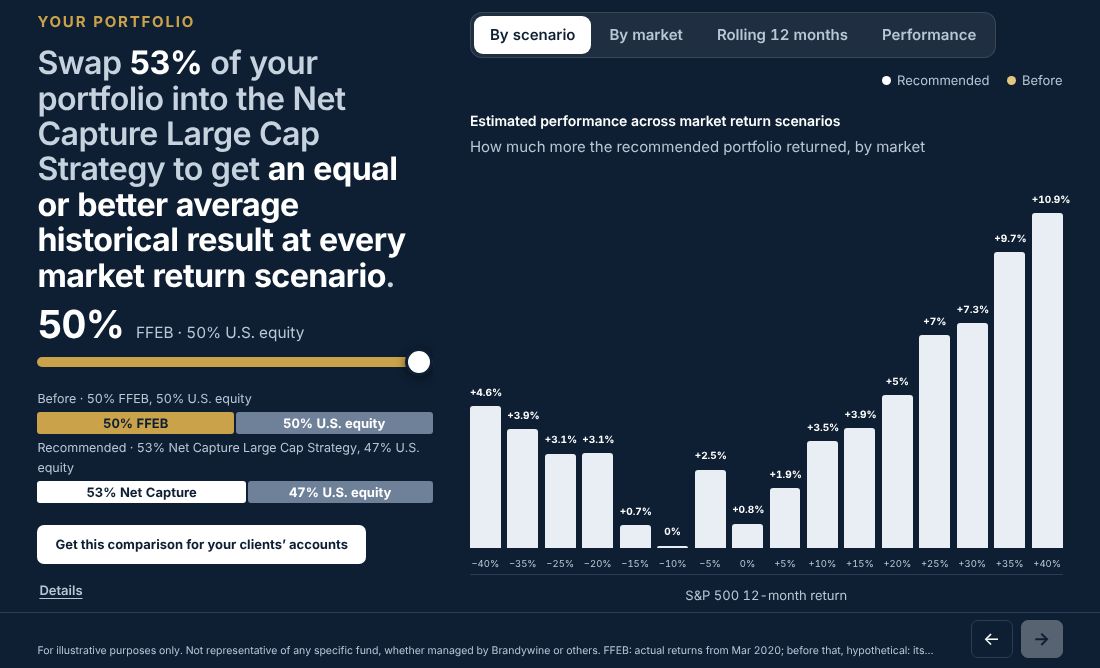 YOUR PORTFOLIO
Swap 53% of your
portfolio into the Net
Capture Large Cap
Strategy to get an equal
or better average
historical result at every
market return scenario.
50% FFEB · 50% U.S. equity
Before · 50% FFEB, 50% U.S. equity
50% FFEB 50% U.S. equity
Recommended · 53% Net Capture Large Cap Strategy, 47% U.S.
equity
53% Net Capture 47% U.S. equity
Get this comparison for your clients’ accounts
Details
By scenario By market Rolling 12 months Performance
Recommended Before
Estimated performance across market return scenarios
How much more the recommended portfolio returned, by market
+4.6% +3.9% +3.1% +3.1% +0.7% 0% +2.5% +0.8% +1.9% +3.5% +3.9% +5% +7% +7.3% +9.7% +10.9%
−40% −35% −25% −20% −15% −10% −5% 0% +5% +10% +15% +20% +25% +30% +35% +40%
S&P 500 12-month return
For illustrative purposes only. Not representative of any specific fund, whether managed by Brandywine or others. FFEB: actual returns from Mar 2020; before that, hypothetical: its…
← →